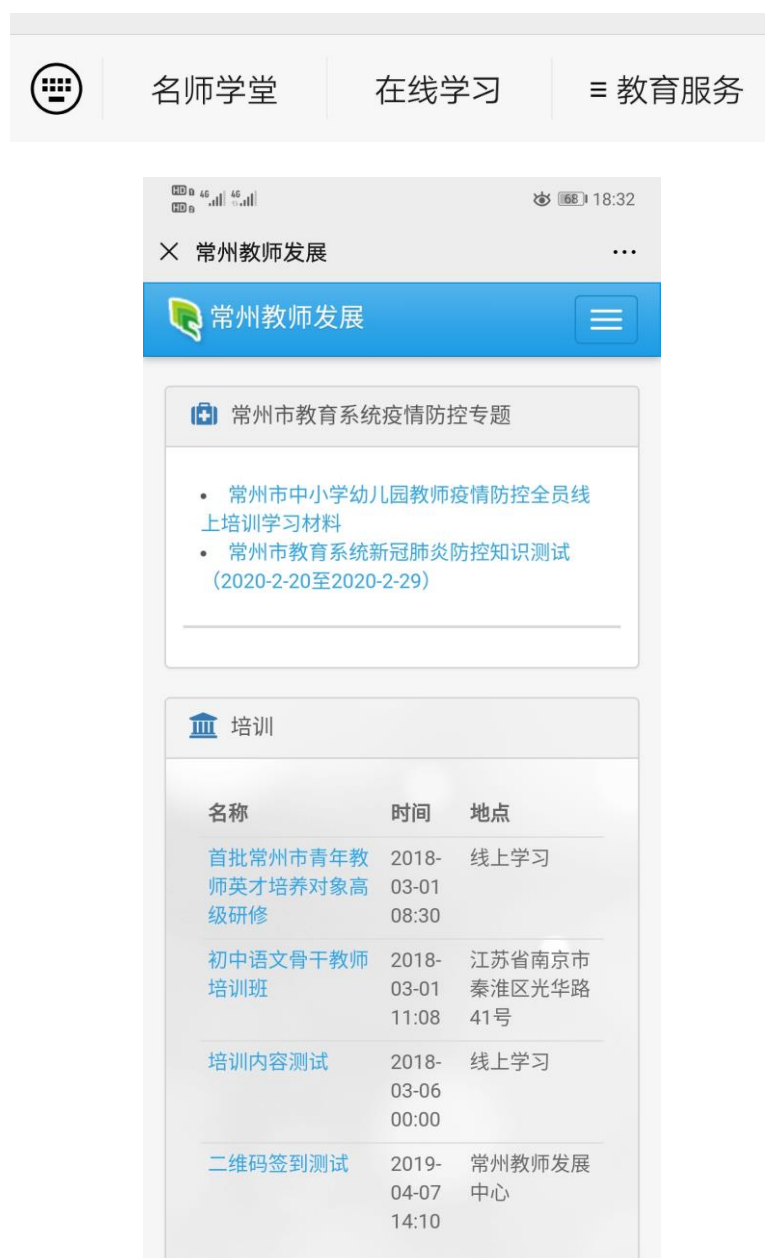 名师学堂 在线学习 ≡ 教育服务
HD 1 4G 4G 68 18:32
HD 2
× 常州教师发展 ...
常州教师发展
常州市教育系统疫情防控专题
• 常州市中小学幼儿园教师疫情防控全员线
上培训学习材料
• 常州市教育系统新冠肺炎防控知识测试
（2020-2-20至2020-2-29）
培训
名称 时间 地点
首批常州市青年教 2018- 线上学习
师英才培养对象高 03-01
级研修 08:30
初中语文骨干教师 2018- 江苏省南京市
培训班 03-01 秦淮区光华路
11:08 41号
培训内容测试 2018- 线上学习
03-06
00:00
二维码签到测试 2019- 常州教师发展
04-07 中心
14:10